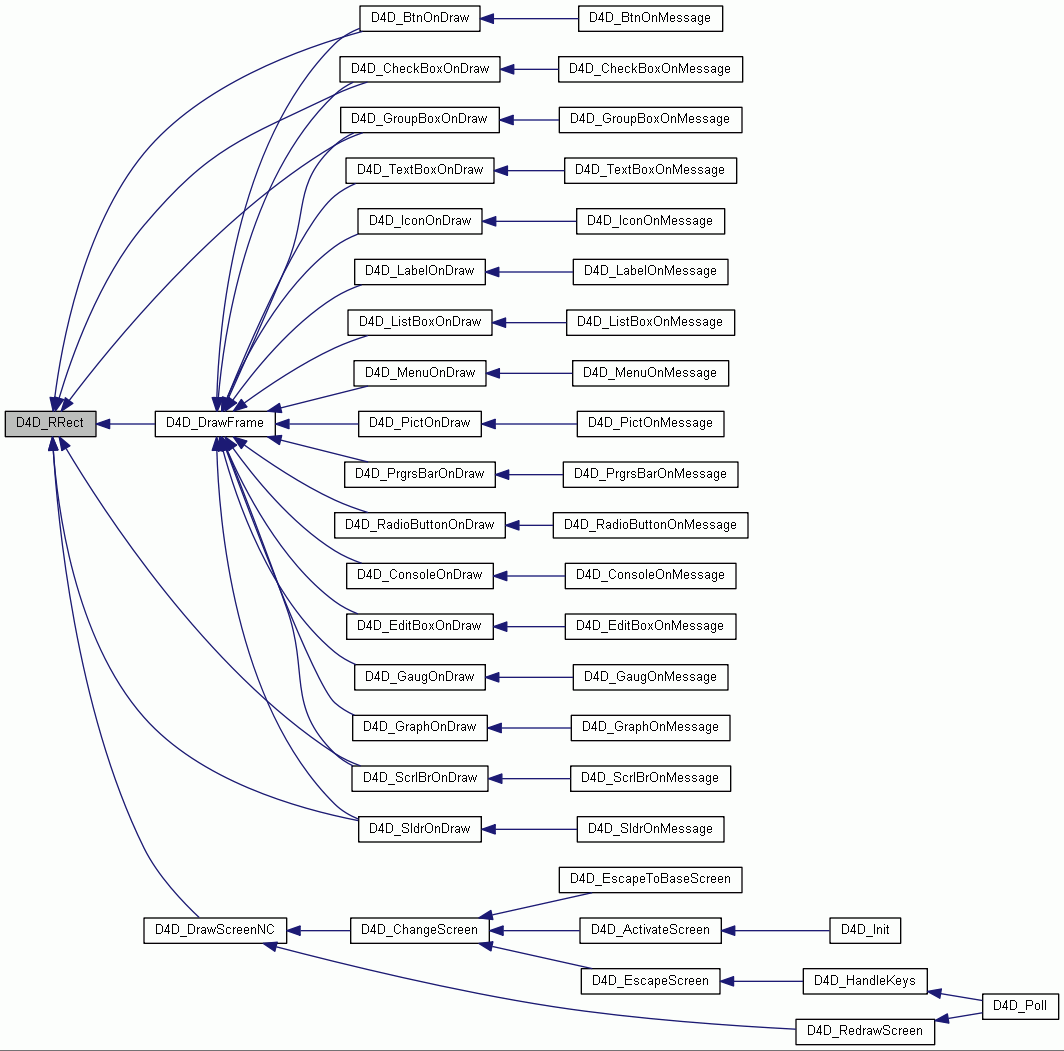 D4D_BtnOnDraw D4D_BtnOnMessage
D4D_CheckBoxOnDraw D4D_CheckBoxOnMessage
D4D_GroupBoxOnDraw D4D_GroupBoxOnMessage
D4D_TextBoxOnDraw D4D_TextBoxOnMessage
D4D_IconOnDraw D4D_IconOnMessage
D4D_LabelOnDraw D4D_LabelOnMessage
D4D_ListBoxOnDraw D4D_ListBoxOnMessage
D4D_MenuOnDraw D4D_MenuOnMessage
D4D_RRect D4D_DrawFrame D4D_PictOnDraw D4D_PictOnMessage
D4D_PrgrsBarOnDraw D4D_PrgrsBarOnMessage
D4D_RadioButtonOnDraw D4D_RadioButtonOnMessage
D4D_ConsoleOnDraw D4D_ConsoleOnMessage
D4D_EditBoxOnDraw D4D_EditBoxOnMessage
D4D_GaugOnDraw D4D_GaugOnMessage
D4D_GraphOnDraw D4D_GraphOnMessage
D4D_ScrlBrOnDraw D4D_ScrlBrOnMessage
D4D_SldrOnDraw D4D_SldrOnMessage
D4D_EscapeToBaseScreen
D4D_DrawScreenNC D4D_ChangeScreen D4D_ActivateScreen D4D_Init
D4D_EscapeScreen D4D_HandleKeys
D4D_Poll
D4D_RedrawScreen